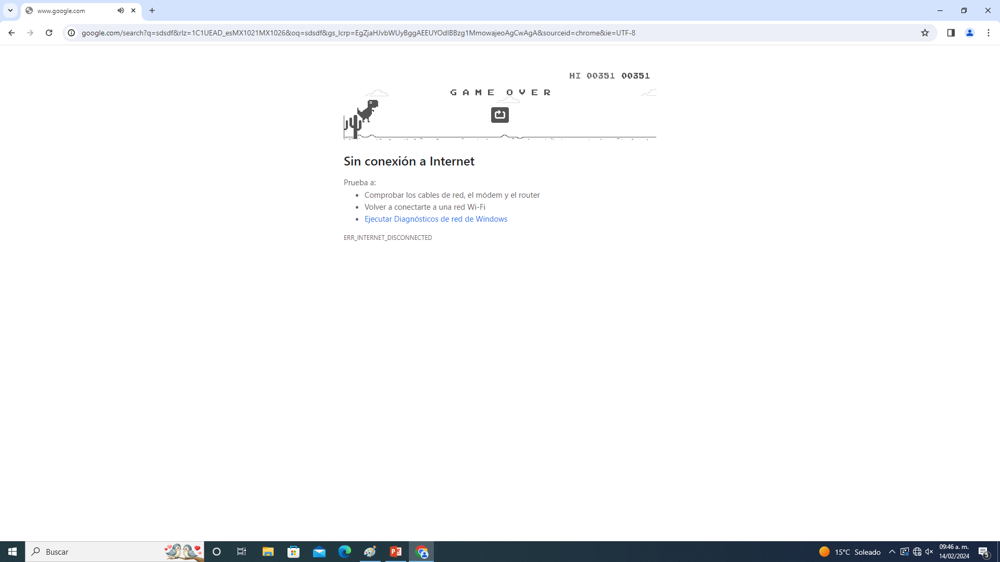 www.google.com
google.com/search?q=sdsdf&rlz=1C1UEAD_esMX1021MX1026&oq=sdsdf&gs_lcrp=EgZjaHJvbWUyBggAEEUYOdIBBzg1MmowajeoAgCwAgA&sourceid=chrome&ie=UTF-8
HI 00351 00351
GAME OVER
Sin conexión a Internet
Prueba a:
Comprobar los cables de red, el módem y el router
Volver a conectarte a una red Wi-Fi
Ejecutar Diagnósticos de red de Windows
ERR_INTERNET_DISCONNECTED
Buscar
15°C Soleado
09:46 a. m.
14/02/2024
5